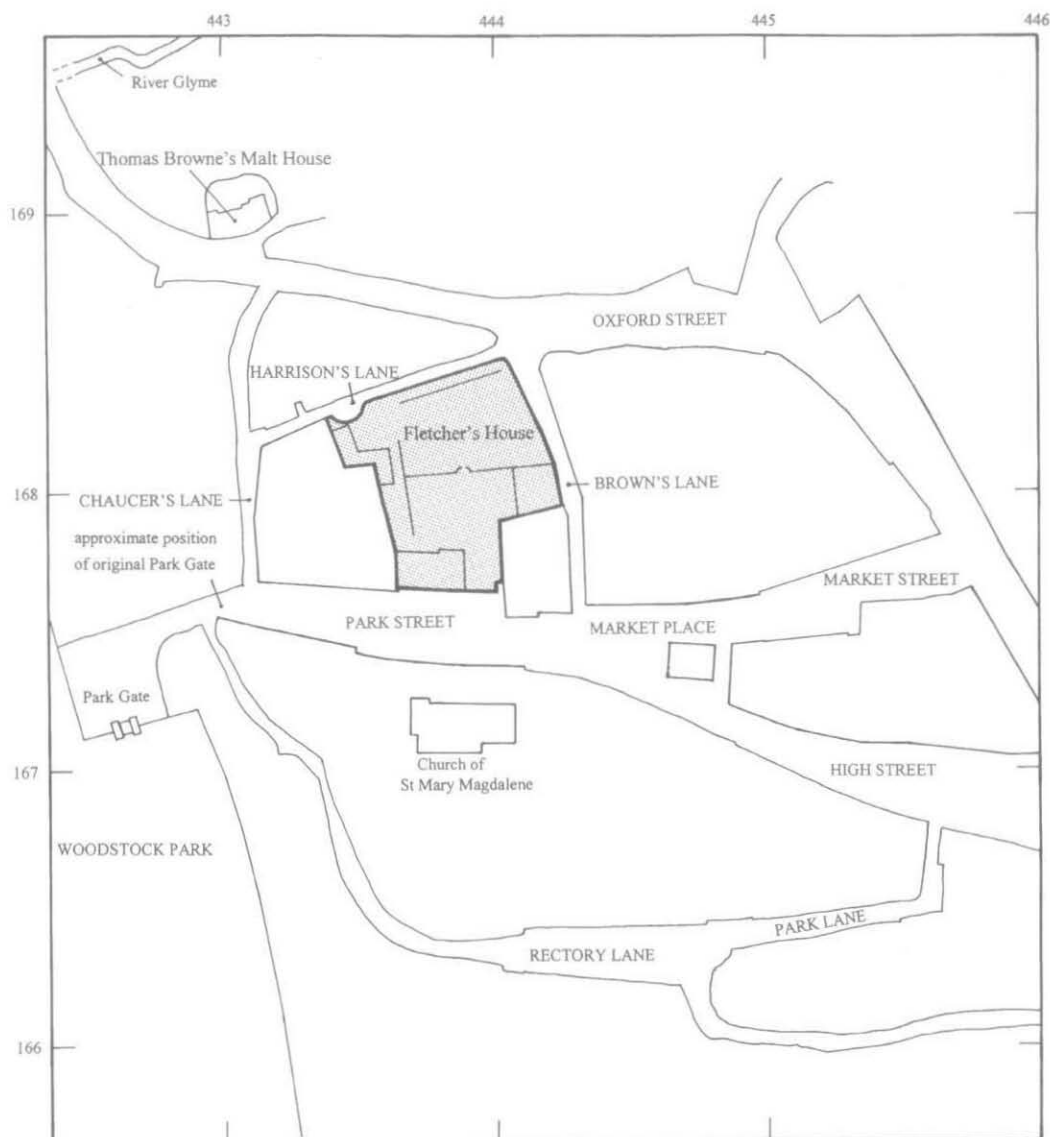 443
444
445
446
River Glyme
Thomas Browne's Malt House
169
OXFORD STREET
HARRISON'S LANE
Fletcher's House
BROWN'S LANE
168
CHAUCER'S LANE
approximate position
of original Park Gate
MARKET STREET
PARK STREET
MARKET PLACE
Park Gate
Church of
St Mary Magdalene
167
HIGH STREET
WOODSTOCK PARK
PARK LANE
RECTORY LANE
166